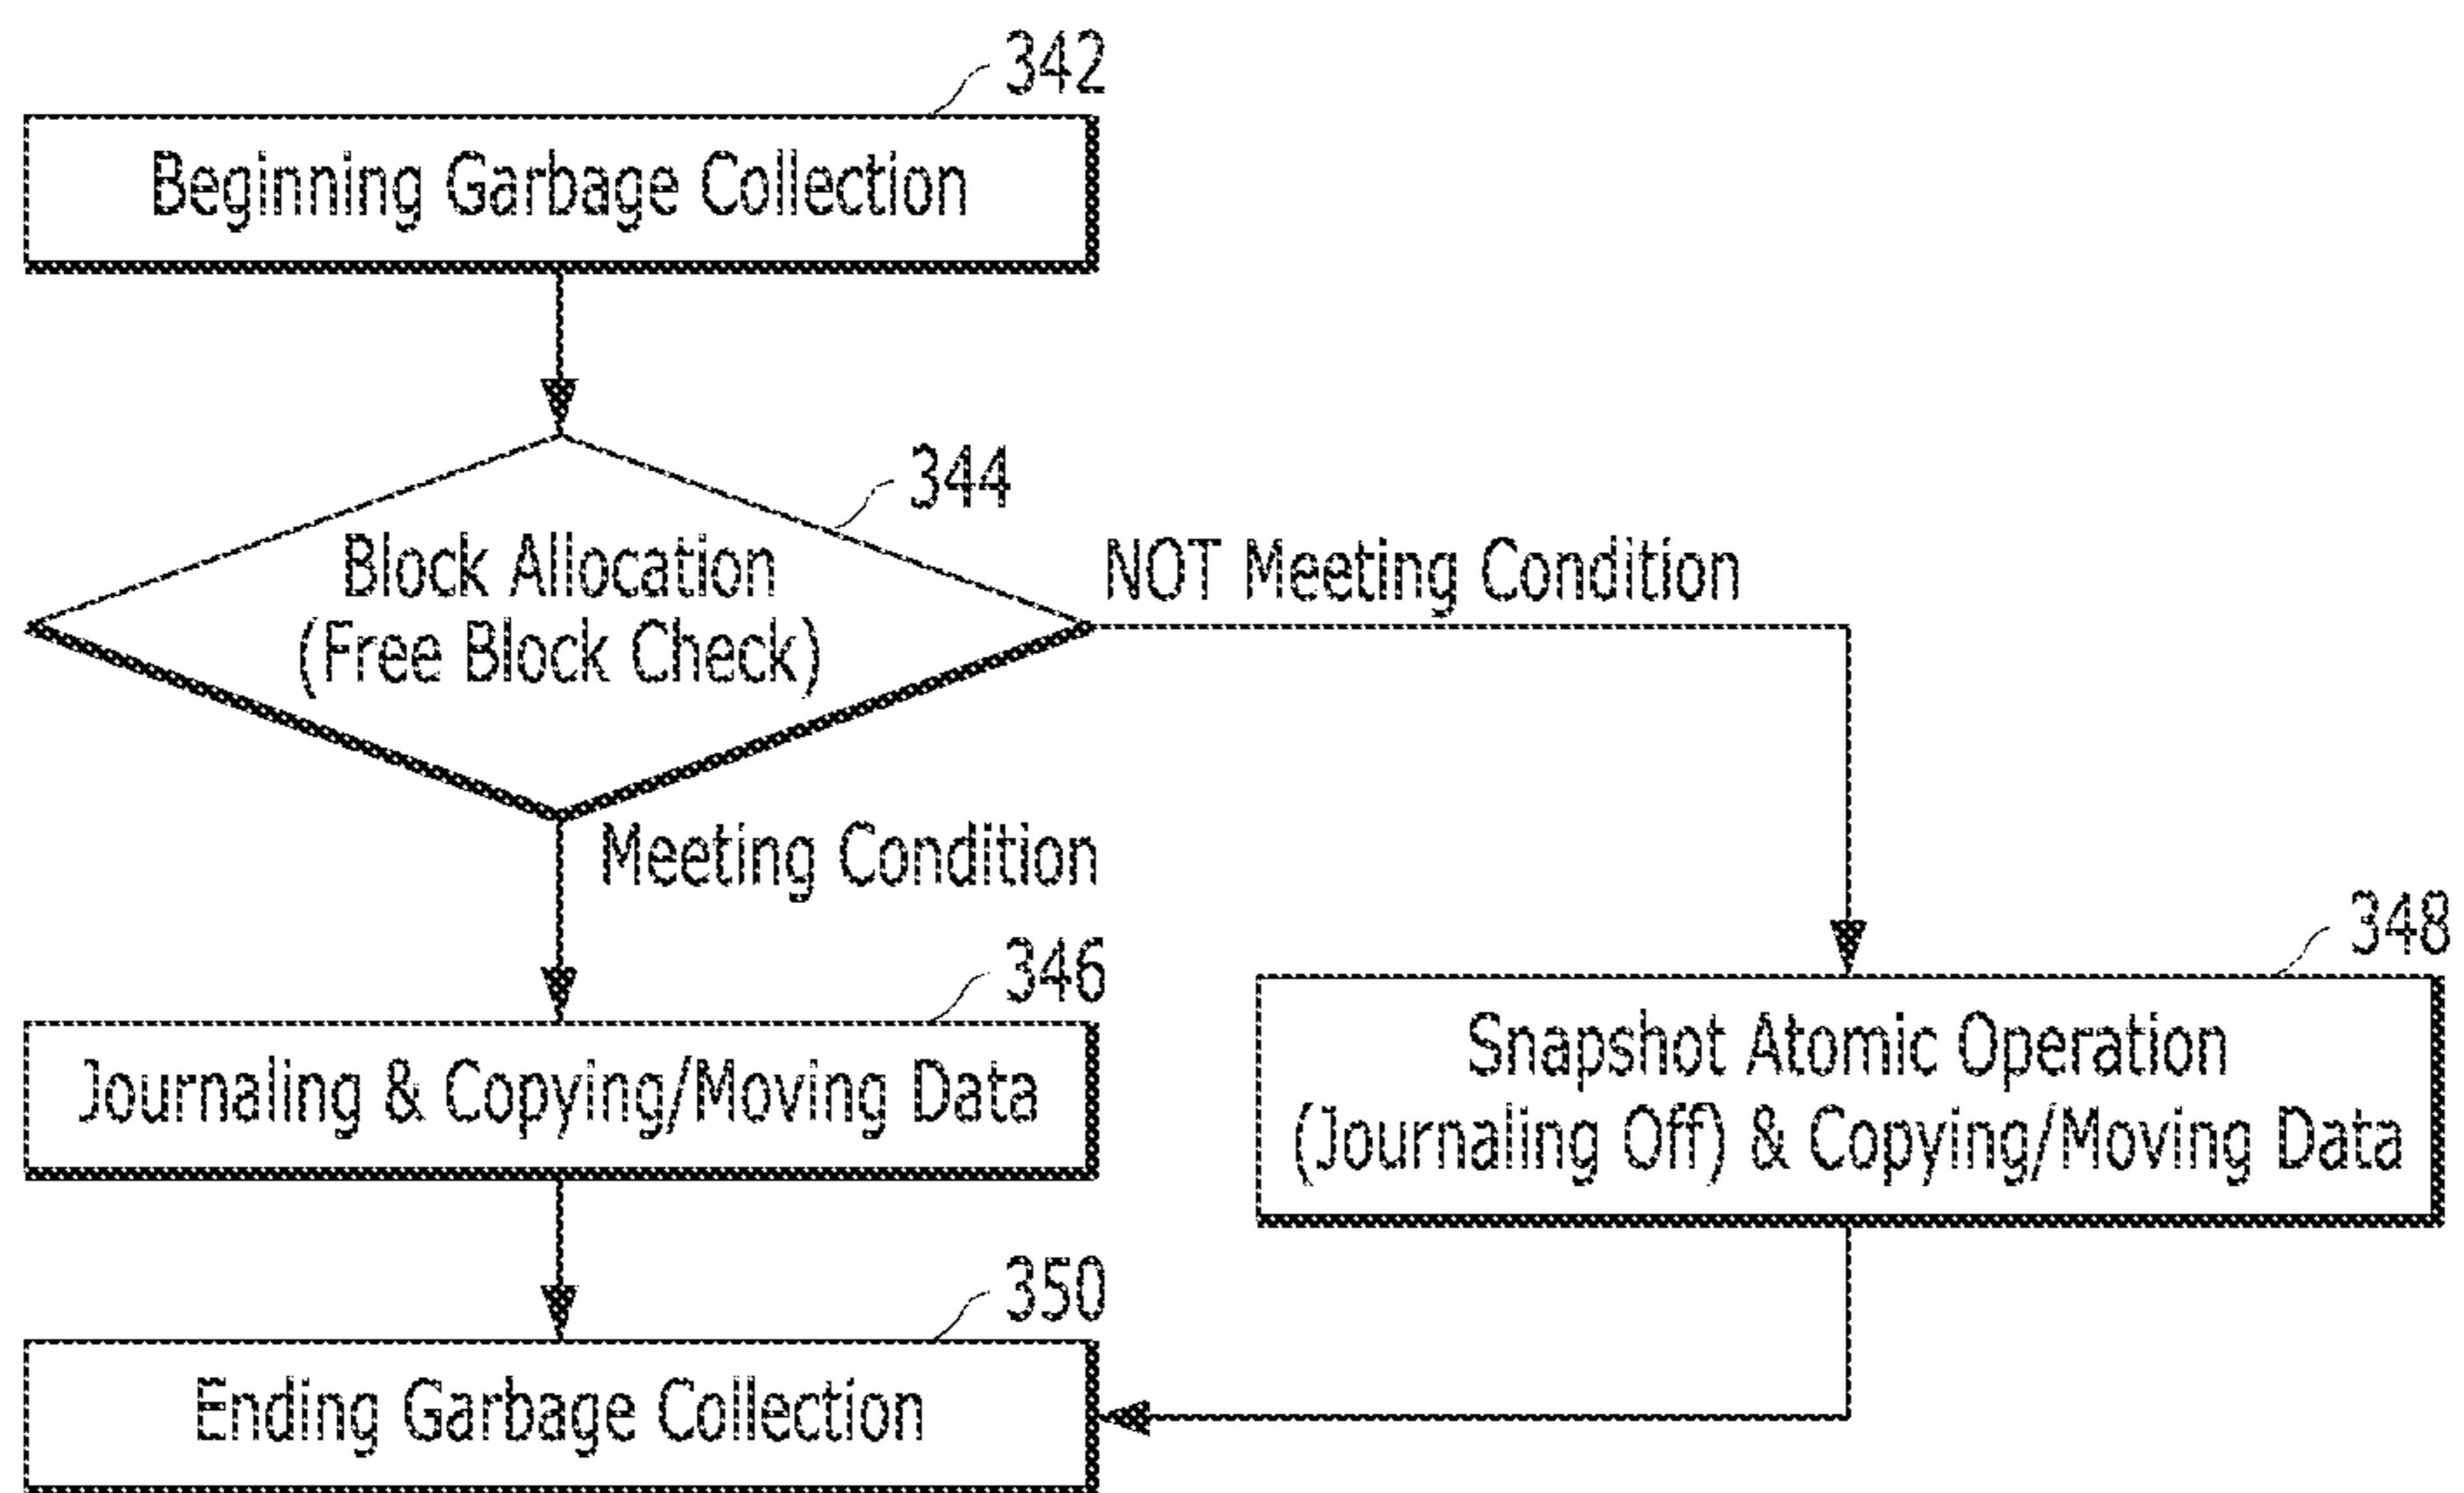 342
Beginning Garbage Collection
344
Block Allocation
(Free Block Check)
NOT Meeting Condition
Meeting Condition
346
Journaling & Copying/Moving Data
348
Snapshot Atomic Operation
(Journaling Off) & Copying/Moving Data
350
Ending Garbage Collection